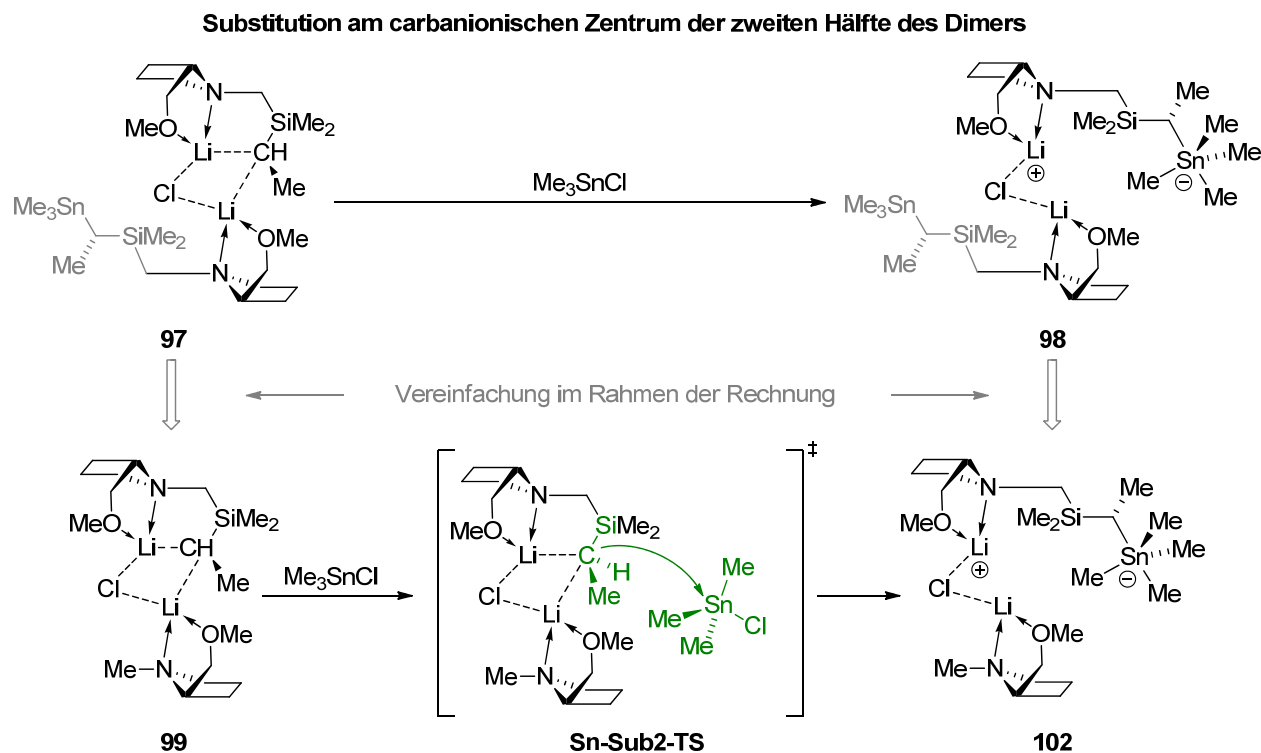 Substitution am carbanionischen Zentrum der zweiten Hälfte des Dimers
N
MeO
SiMe2
Li
CH
Me
Cl
Li
Me3Sn
SiMe2
OMe
Me
N
97
Me3SnCl
N
Me
MeO
Me2Si
Me
Li
Sn
Me
⊕
Me
⊖
Me
Cl
Li
Me3Sn
SiMe2
OMe
Me
N
98
Vereinfachung im Rahmen der Rechnung
N
MeO
SiMe2
Li
CH
Me
Cl
Li
OMe
Me
N
99
Me3SnCl
‡
N
MeO
SiMe2
Li
C
H
Me
Cl
Li
Me
Me
Sn
Cl
Me
OMe
Me
N
Sn-Sub2-TS
N
Me
MeO
Me2Si
Me
Li
Sn
Me
⊕
Me
⊖
Me
Cl
Li
OMe
Me
N
102